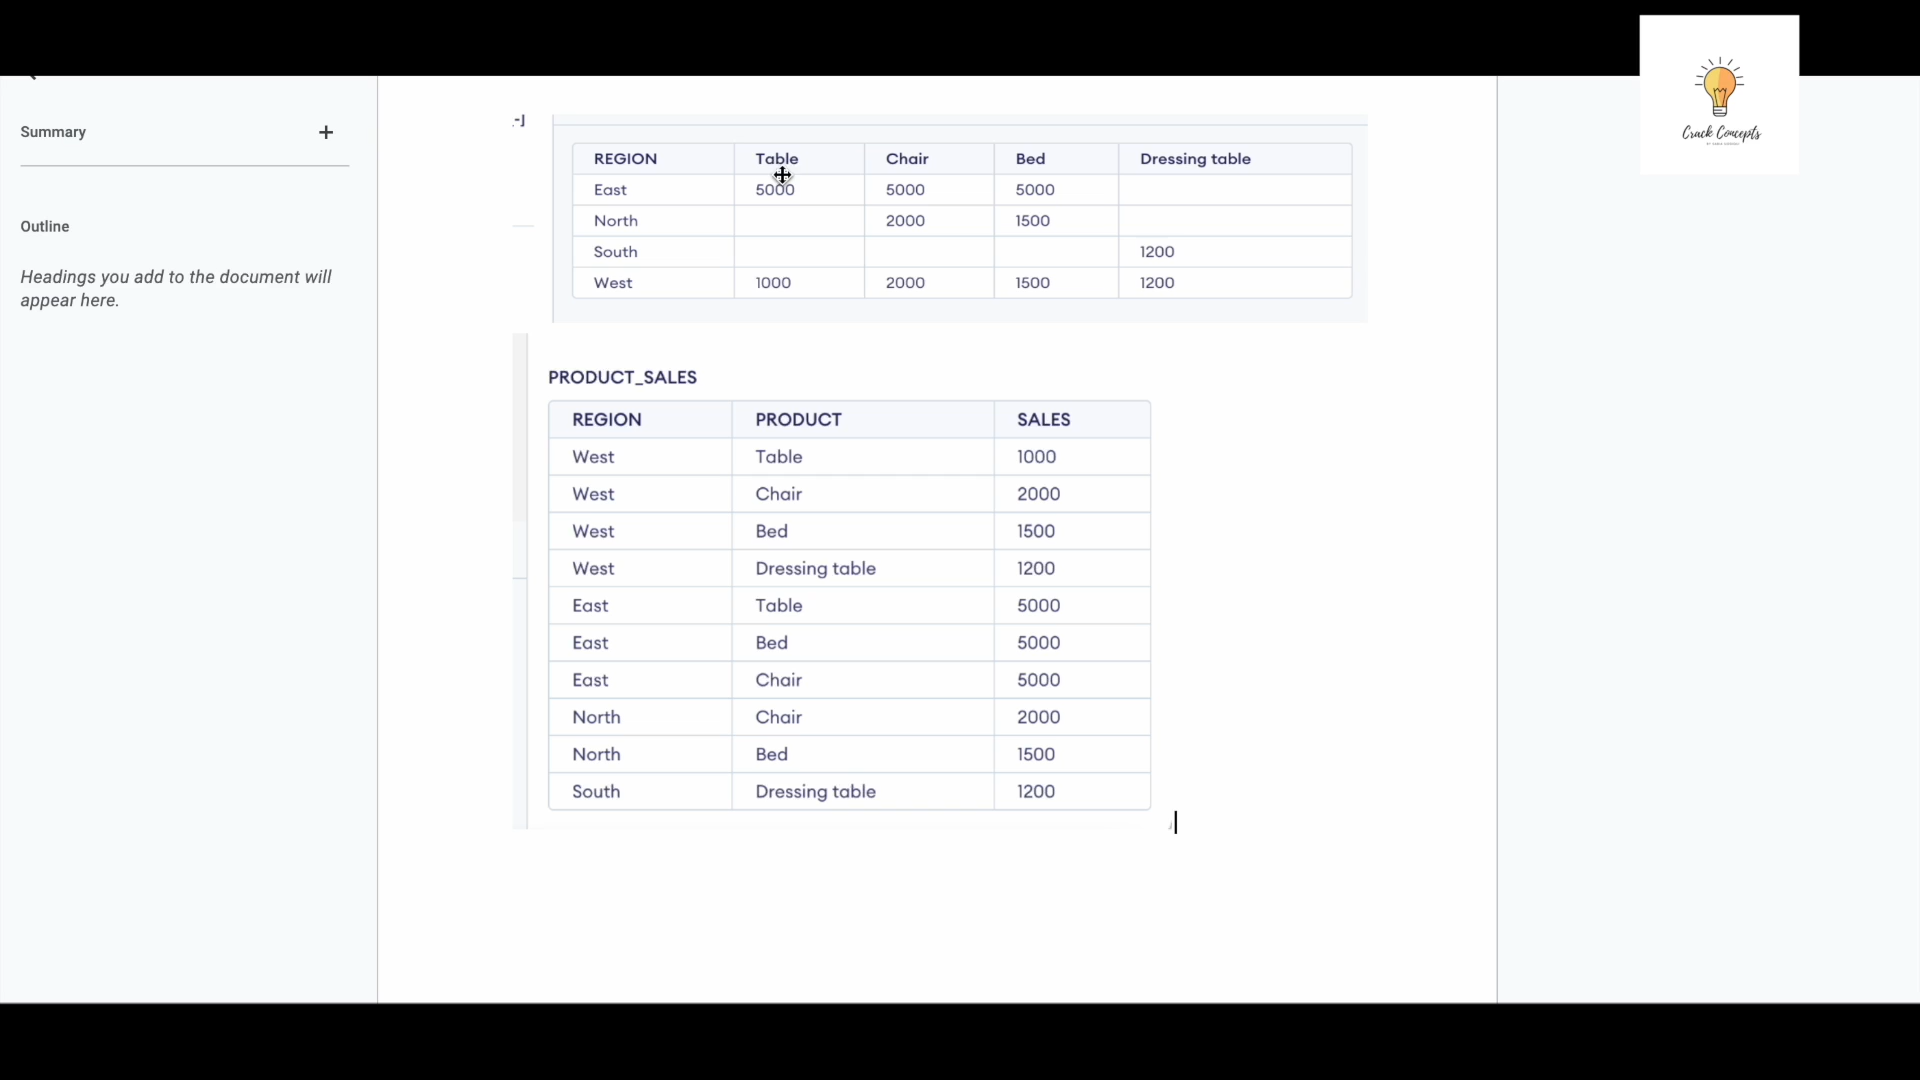 Crack Concepts
Summary
Outline
Headings you add to the document will
appear here.
REGION Table Chair Bed Dressing table
East 5000 5000 5000
North 2000 1500
South 1200
West 1000 2000 1500 1200
PRODUCT_SALES
REGION PRODUCT SALES
West Table 1000
West Chair 2000
West Bed 1500
West Dressing table 1200
East Table 5000
East Bed 5000
East Chair 5000
North Chair 2000
North Bed 1500
South Dressing table 1200